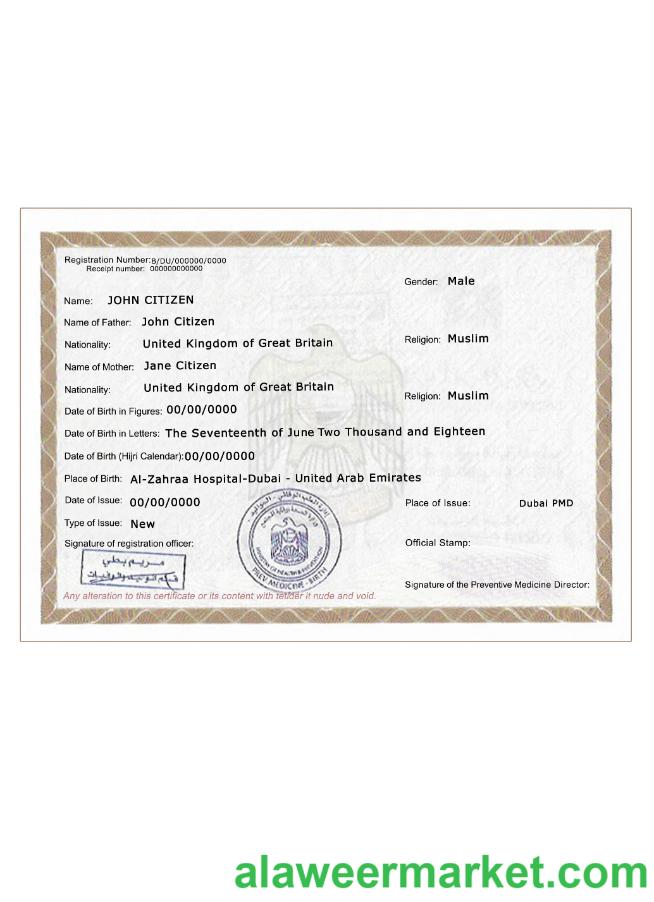 Registration Number:B/DU/000000/0000
Receipt number: 000000000000
Gender: Male
Name: JOHN CITIZEN
Name of Father: John Citizen
Nationality: United Kingdom of Great Britain
Religion: Muslim
Name of Mother: Jane Citizen
Nationality: United Kingdom of Great Britain
Religion: Muslim
Date of Birth in Figures: 00/00/0000
Date of Birth in Letters: The Seventeenth of June Two Thousand and Eighteen
Date of Birth (Hijri Calendar):00/00/0000
Place of Birth: Al-Zahraa Hospital-Dubai - United Arab Emirates
Date of Issue: 00/00/0000
Place of Issue: Dubai PMD
Type of Issue: New
Signature of registration officer:
Official Stamp:
مريم بطي
MINISTRY OF HEALTH & PREVENTION
PREV MEDICINE - BIRTH
Signature of the Preventive Medicine Director:
Any alteration to this certificate or its content with tetider it nude and void.
alaweermarket.com